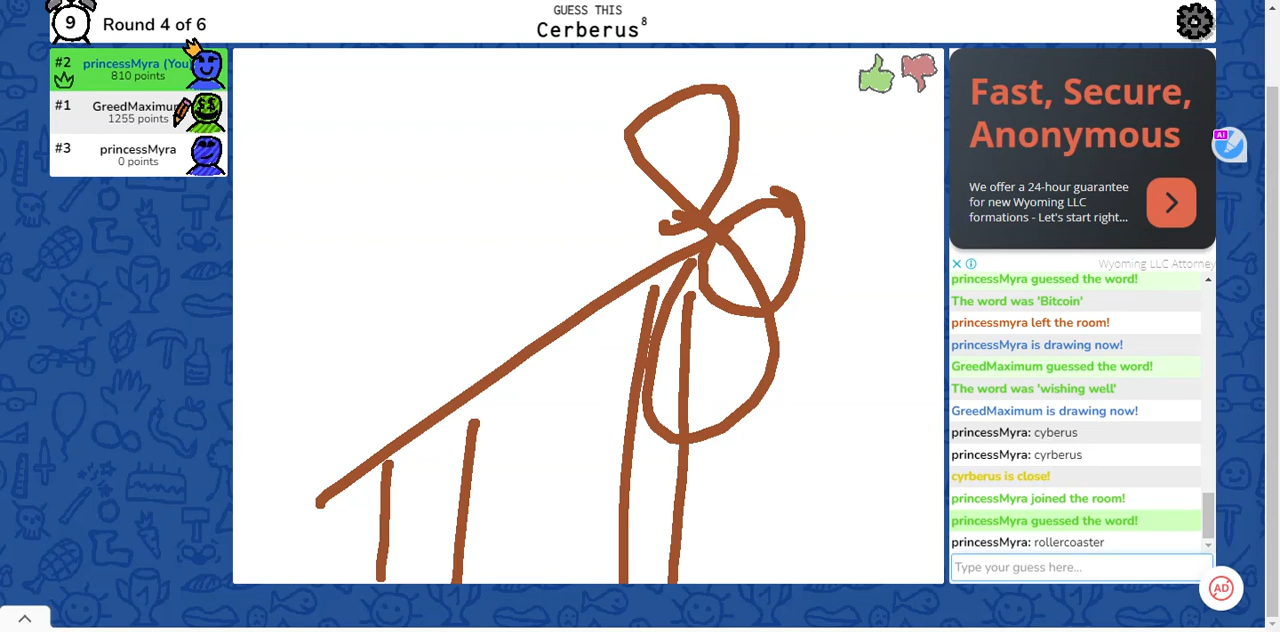 9
Round 4 of 6
GUESS THIS
Cerberus8
#2
princessMyra (You)
810 points
#1
GreedMaximum
1255 points
#3
princessMyra
0 points
Fast, Secure,
Anonymous
We offer a 24-hour guarantee
for new Wyoming LLC
formations - Let's start right...
AI
Wyoming LLC Attorney
princessMyra guessed the word!
The word was 'Bitcoin'
princessmyra left the room!
princessMyra is drawing now!
GreedMaximum guessed the word!
The word was 'wishing well'
GreedMaximum is drawing now!
princessMyra: cyberus
princessMyra: cyrberus
cyrberus is close!
princessMyra joined the room!
princessMyra guessed the word!
princessMyra: rollercoaster
Type your guess here...
AD